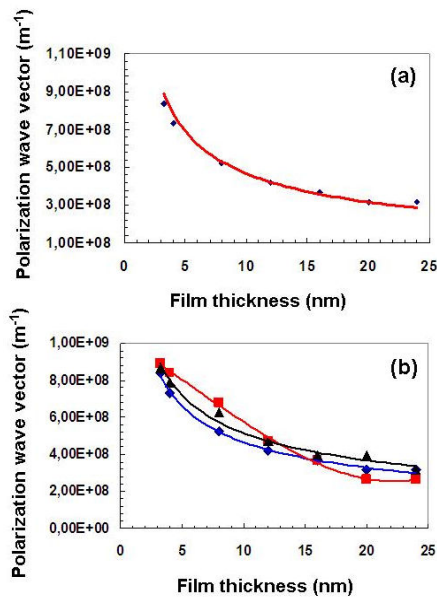 Polarization wave vector (m⁻¹)
1,10E+09
9,00E+08
7,00E+08
5,00E+08
3,00E+08
1,00E+08
(a)
0 5 10 15 20 25
Film thickness (nm)
Polarization wave vector (m⁻¹)
1,00E+09
8,00E+08
6,00E+08
4,00E+08
2,00E+08
0,00E+00
(b)
0 5 10 15 20 25
Film thickness (nm)